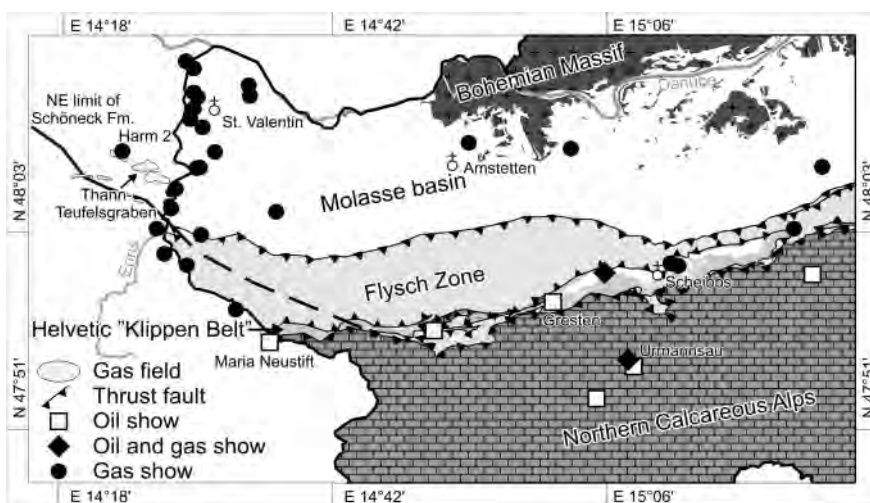 E 14°18'
E 14°42'
E 15°06'
Bohemian Massif
Danube
NE limit of
Schöneck Fm.
Harm 2
St. Valentin
Amstetten
N 48°03'
N 48°03'
Thann-
Teufelsgraben
Molasse basin
Enns
Flysch Zone
Scheibbs
Helvetic "Klippen Belt"
Gresten
Maria Neustift
Urmannsau
N 47°51'
N 47°51'
Northern Calcareous Alps
Gas field
Thrust fault
Oil show
Oil and gas show
Gas show
E 14°18'
E 14°42'
E 15°06'